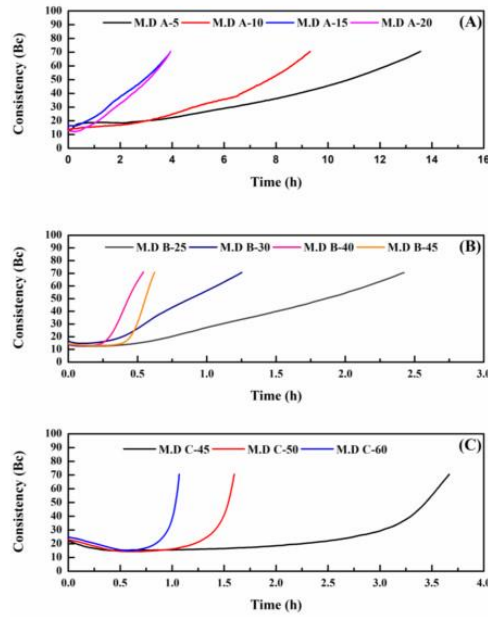 (A)
M.D A-5 M.D A-10 M.D A-15 M.D A-20
Consistency (Bc)
100
90
80
70
60
50
40
30
20
10
0
0 2 4 6 8 10 12 14 16
Time (h)
(B)
M.D B-25 M.D B-30 M.D B-40 M.D B-45
Consistency (Bc)
100
90
80
70
60
50
40
30
20
10
0
0.0 0.5 1.0 1.5 2.0 2.5 3.0
Time (h)
(C)
M.D C-45 M.D C-50 M.D C-60
Consistency (Bc)
100
90
80
70
60
50
40
30
20
10
0
0.0 0.5 1.0 1.5 2.0 2.5 3.0 3.5 4.0
Time (h)